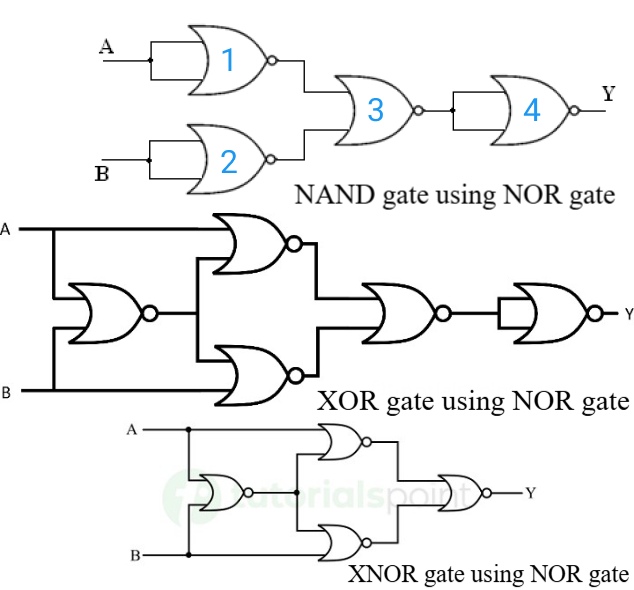 A
1
3
4
Y
2
B
NAND gate using NOR gate
A
Y
B
XOR gate using NOR gate
A
tutorialspoint
Y
B
XNOR gate using NOR gate